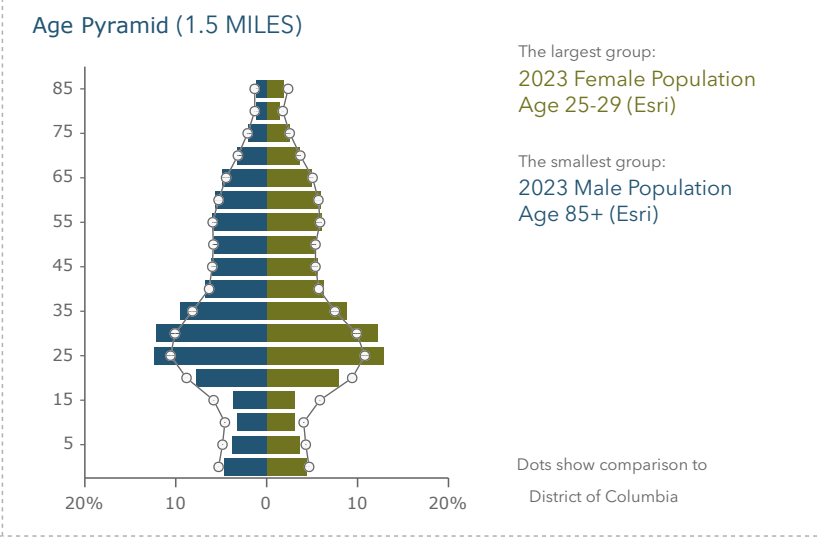 Age Pyramid (1.5 MILES)
The largest group:
2023 Female Population
Age 25-29 (Esri)
The smallest group:
2023 Male Population
Age 85+ (Esri)
85
75
65
55
45
35
25
15
5
20% 10 0 10 20%
Dots show comparison to
District of Columbia